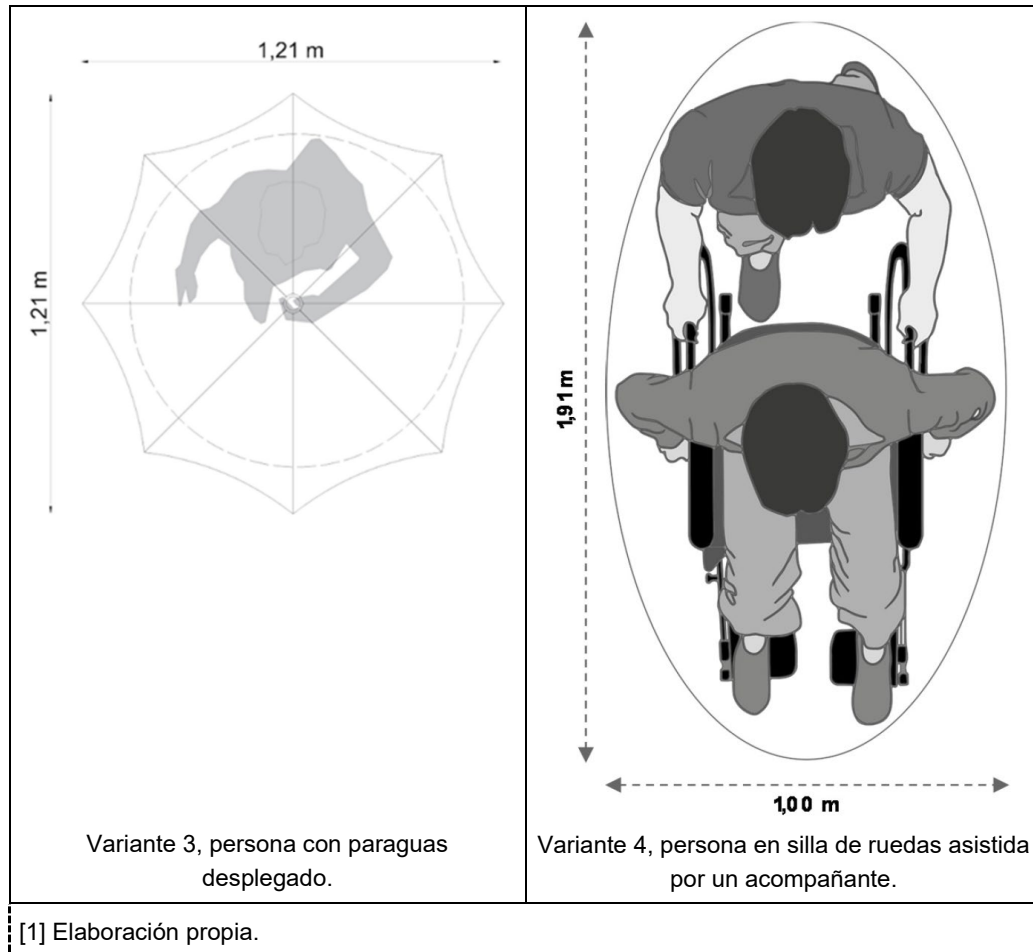 1,21 m
1,21 m
Variante 3, persona con paraguas
desplegado.
1,91 m
1,00 m
Variante 4, persona en silla de ruedas asistida
por un acompañante.
[1] Elaboración propia.